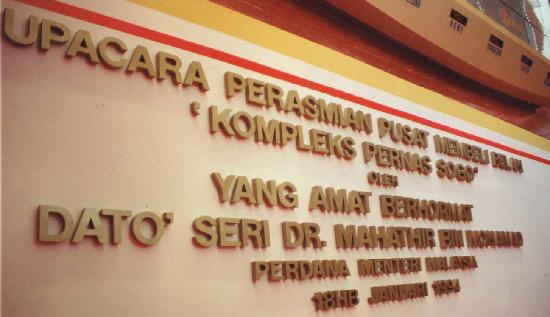 UPACARA PERASMIAN PUSAT MEMBELI BELAH
'KOMPLEKS PERNAS SOGO'
OLEH
YANG AMAT BERHORMAT
DATO' SERI DR. MAHATHIR BIN MOHAMAD
PERDANA MENTERI MALAYSIA
18HB JANUARI 1994